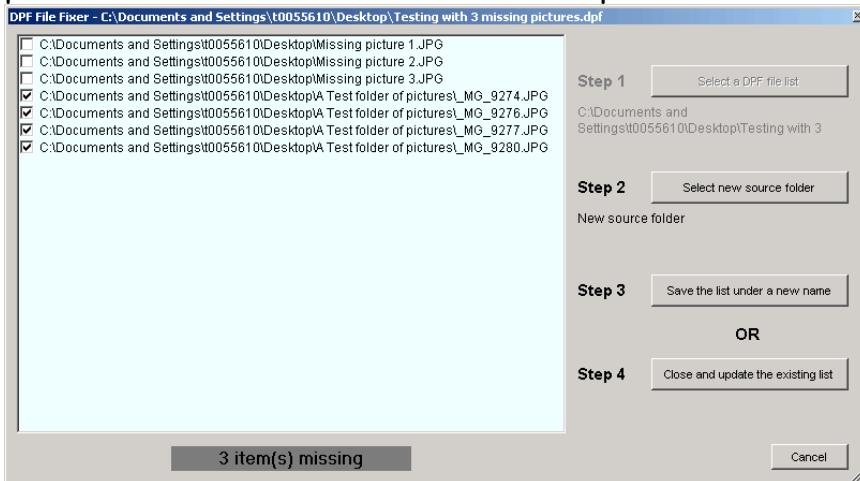 DPF File Fixer - C:\Documents and Settings\t0055610\Desktop\Testing with 3 missing pictures.dpf
C:\Documents and Settings\t0055610\Desktop\Missing picture 1.JPG
C:\Documents and Settings\t0055610\Desktop\Missing picture 2.JPG
C:\Documents and Settings\t0055610\Desktop\Missing picture 3.JPG
C:\Documents and Settings\t0055610\Desktop\A Test folder of pictures\_MG_9274.JPG
C:\Documents and Settings\t0055610\Desktop\A Test folder of pictures\_MG_9276.JPG
C:\Documents and Settings\t0055610\Desktop\A Test folder of pictures\_MG_9277.JPG
C:\Documents and Settings\t0055610\Desktop\A Test folder of pictures\_MG_9280.JPG
3 item(s) missing
Step 1 Select a DPF file list
C:\Documents and
Settings\t0055610\Desktop\Testing with 3
Step 2 Select new source folder
New source folder
Step 3 Save the list under a new name
OR
Step 4 Close and update the existing list
Cancel